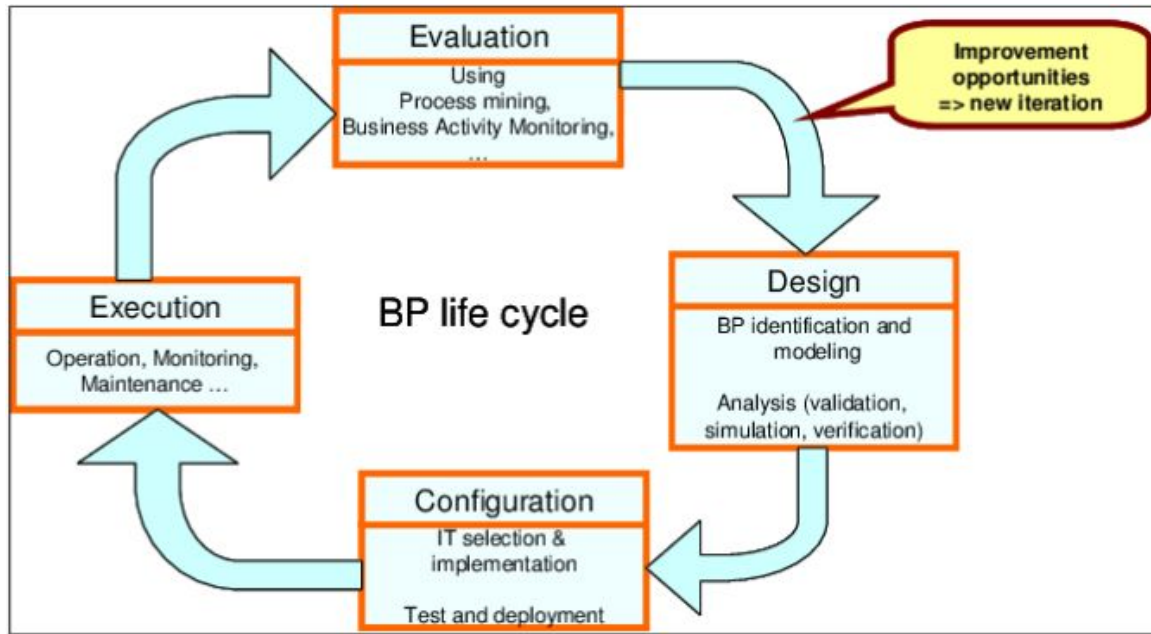 Evaluation
Using
Process mining,
Business Activity Monitoring,
...
Improvement
opportunities
=> new iteration
Design
BP identification and
modeling
Analysis (validation,
simulation, verification)
BP life cycle
Execution
Operation, Monitoring,
Maintenance ...
Configuration
IT selection &
implementation
Test and deployment